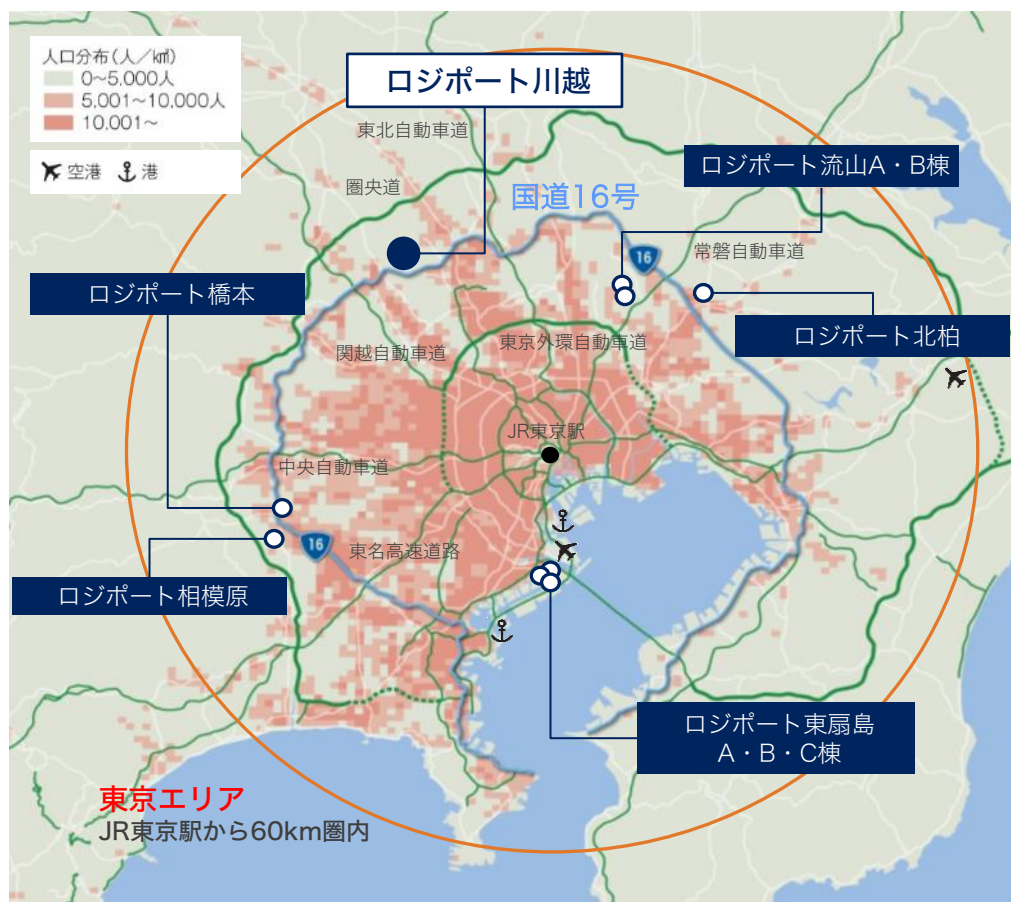 人口分布(人/㎢)
0~5,000人
5,001~10,000人
10,001~
空港 港
ロジポート川越
東北自動車道
圏央道
国道16号
ロジポート流山A・B棟
16
常磐自動車道
ロジポート橋本
ロジポート北柏
関越自動車道
東京外環自動車道
JR東京駅
中央自動車道
16
東名高速道路
ロジポート相模原
ロジポート東扇島
A・B・C棟
東京エリア
JR東京駅から60km圏内